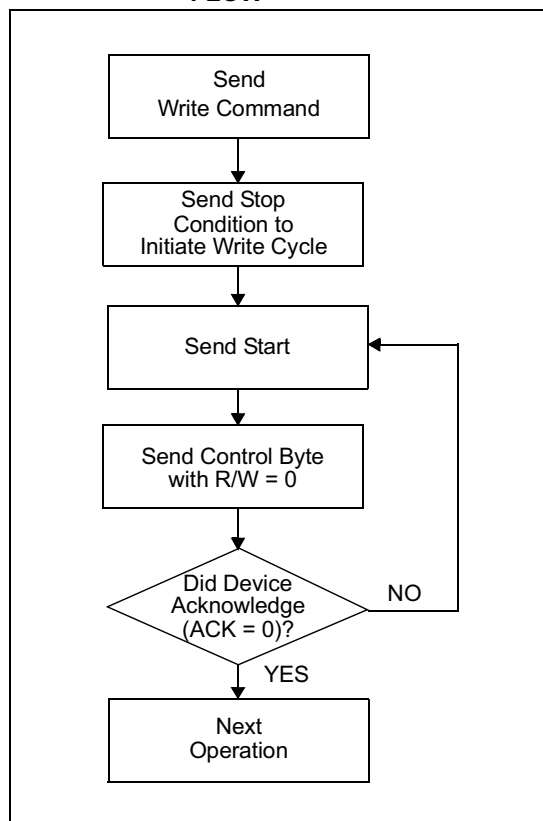 FLOW
Send
Write Command
Send Stop
Condition to
Initiate Write Cycle
Send Start
Send Control Byte
with R/W = 0
Did Device
Acknowledge
(ACK = 0)?
NO
YES
Next
Operation